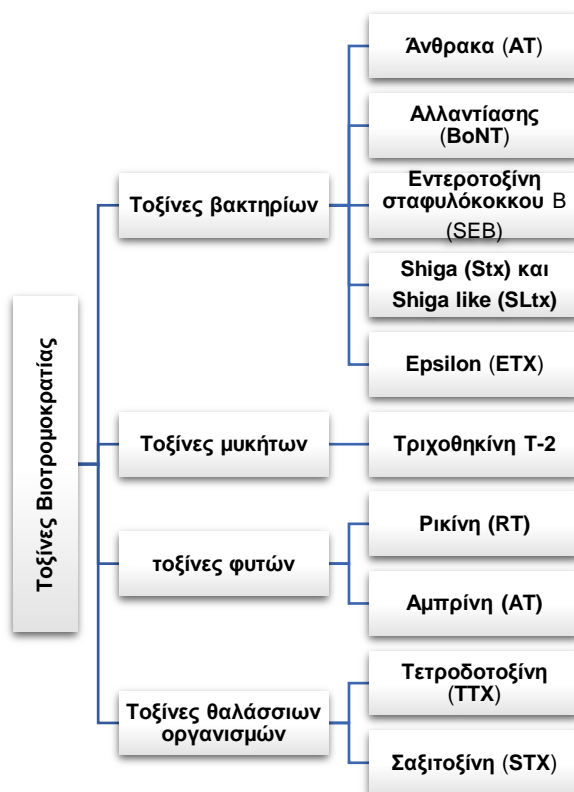 Τοξίνες Βιοτρομοκρατίας
Τοξίνες βακτηρίων
Άνθρακα (AT)
Αλλαντίασης
(BoNT)
Εντεροτοξίνη
σταφυλόκοκκου B
(SEB)
Shiga (Stx) και
Shiga like (SLtx)
Epsilon (ETX)
Τοξίνες μυκήτων
Τριχοθηκίνη Τ-2
τοξίνες φυτών
Ρικίνη (RT)
Αμπρίνη (AT)
Τοξίνες θαλάσσιων
οργανισμών
Τετροδοτοξίνη
(TTX)
Σαξιτοξίνη (STX)